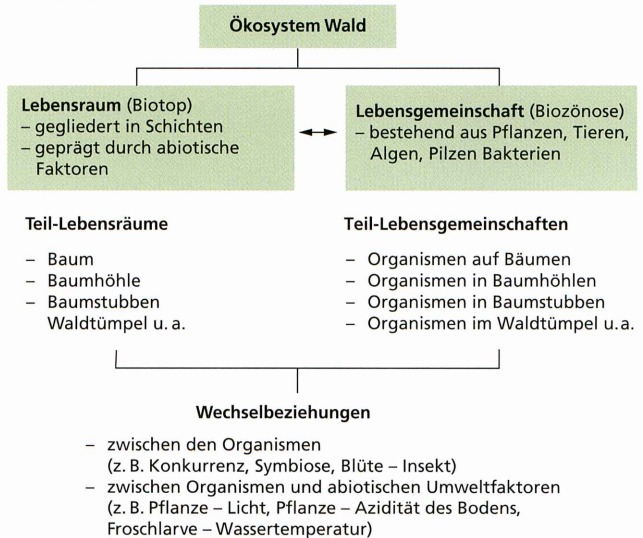 Ökosystem Wald
Lebensraum (Biotop)
– gegliedert in Schichten
– geprägt durch abiotische
Faktoren
Lebensgemeinschaft (Biozönose)
– bestehend aus Pflanzen, Tieren,
Algen, Pilzen Bakterien
Teil-Lebensräume
– Baum
– Baumhöhle
– Baumstubben
Waldtümpel u. a.
Teil-Lebensgemeinschaften
– Organismen auf Bäumen
– Organismen in Baumhöhlen
– Organismen in Baumstubben
– Organismen im Waldtümpel u. a.
Wechselbeziehungen
– zwischen den Organismen
(z. B. Konkurrenz, Symbiose, Blüte – Insekt)
– zwischen Organismen und abiotischen Umweltfaktoren
(z. B. Pflanze – Licht, Pflanze – Azidität des Bodens,
Froschlarve – Wassertemperatur)